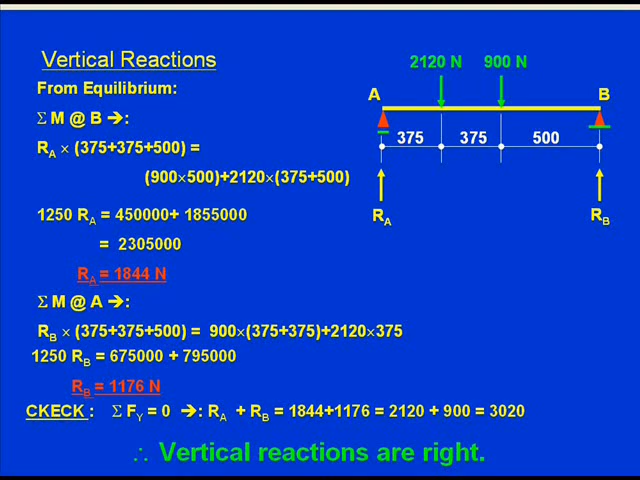 Vertical Reactions
From Equilibrium:
Σ M @ B ➔:
R_A × (375+375+500) =
(900×500)+2120×(375+500)
1250 R_A = 450000+ 1855000
= 2305000
R_A = 1844 N
Σ M @ A ➔:
R_B × (375+375+500) = 900×(375+375)+2120×375
1250 R_B = 675000 + 795000
R_B = 1176 N
CKECK : Σ F_Y = 0 ➔: R_A + R_B = 1844+1176 = 2120 + 900 = 3020
∴ Vertical reactions are right.
2120 N 900 N
A B
375 375 500
R_A R_B